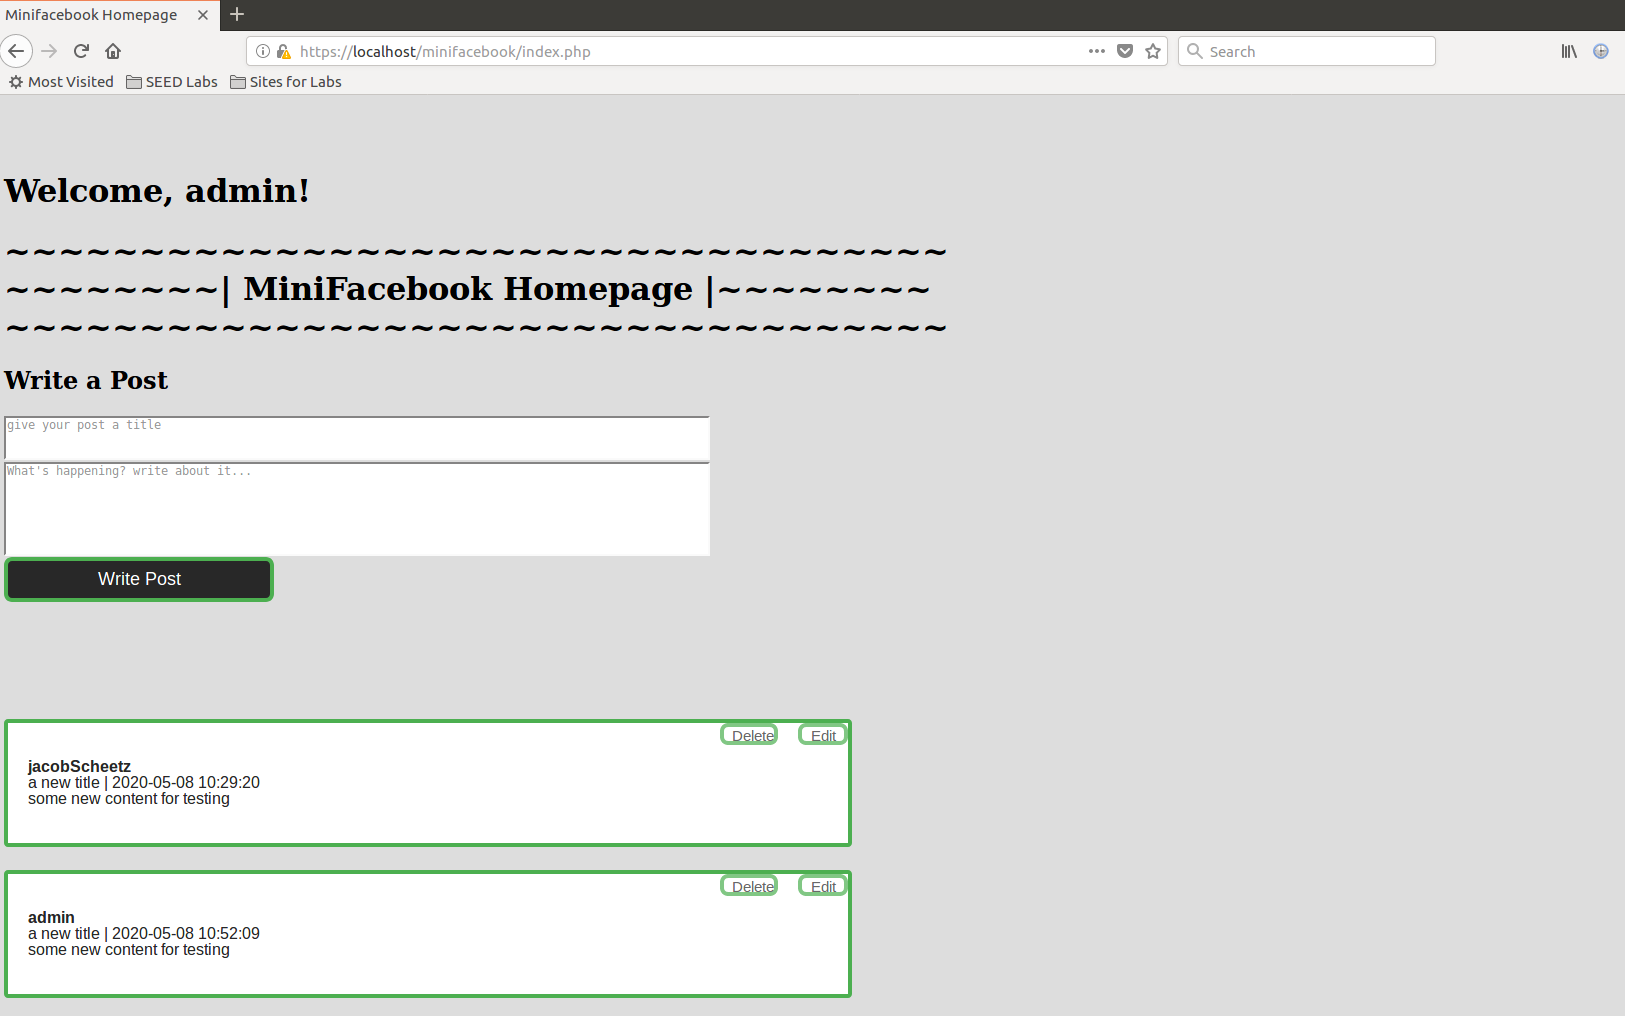 Minifacebook Homepage
https://localhost/minifacebook/index.php
Search
Most Visited SEED Labs Sites for Labs
Welcome, admin!
~~~~~~~~~~~~~~~~~~~~~~~~~~~~~~~~~~~
~~~~~~~~| MiniFacebook Homepage |~~~~~~~~
~~~~~~~~~~~~~~~~~~~~~~~~~~~~~~~~~~~
Write a Post
give your post a title
What's happening? write about it...
Write Post
Delete Edit
jacobScheetz
a new title | 2020-05-08 10:29:20
some new content for testing
Delete Edit
admin
a new title | 2020-05-08 10:52:09
some new content for testing